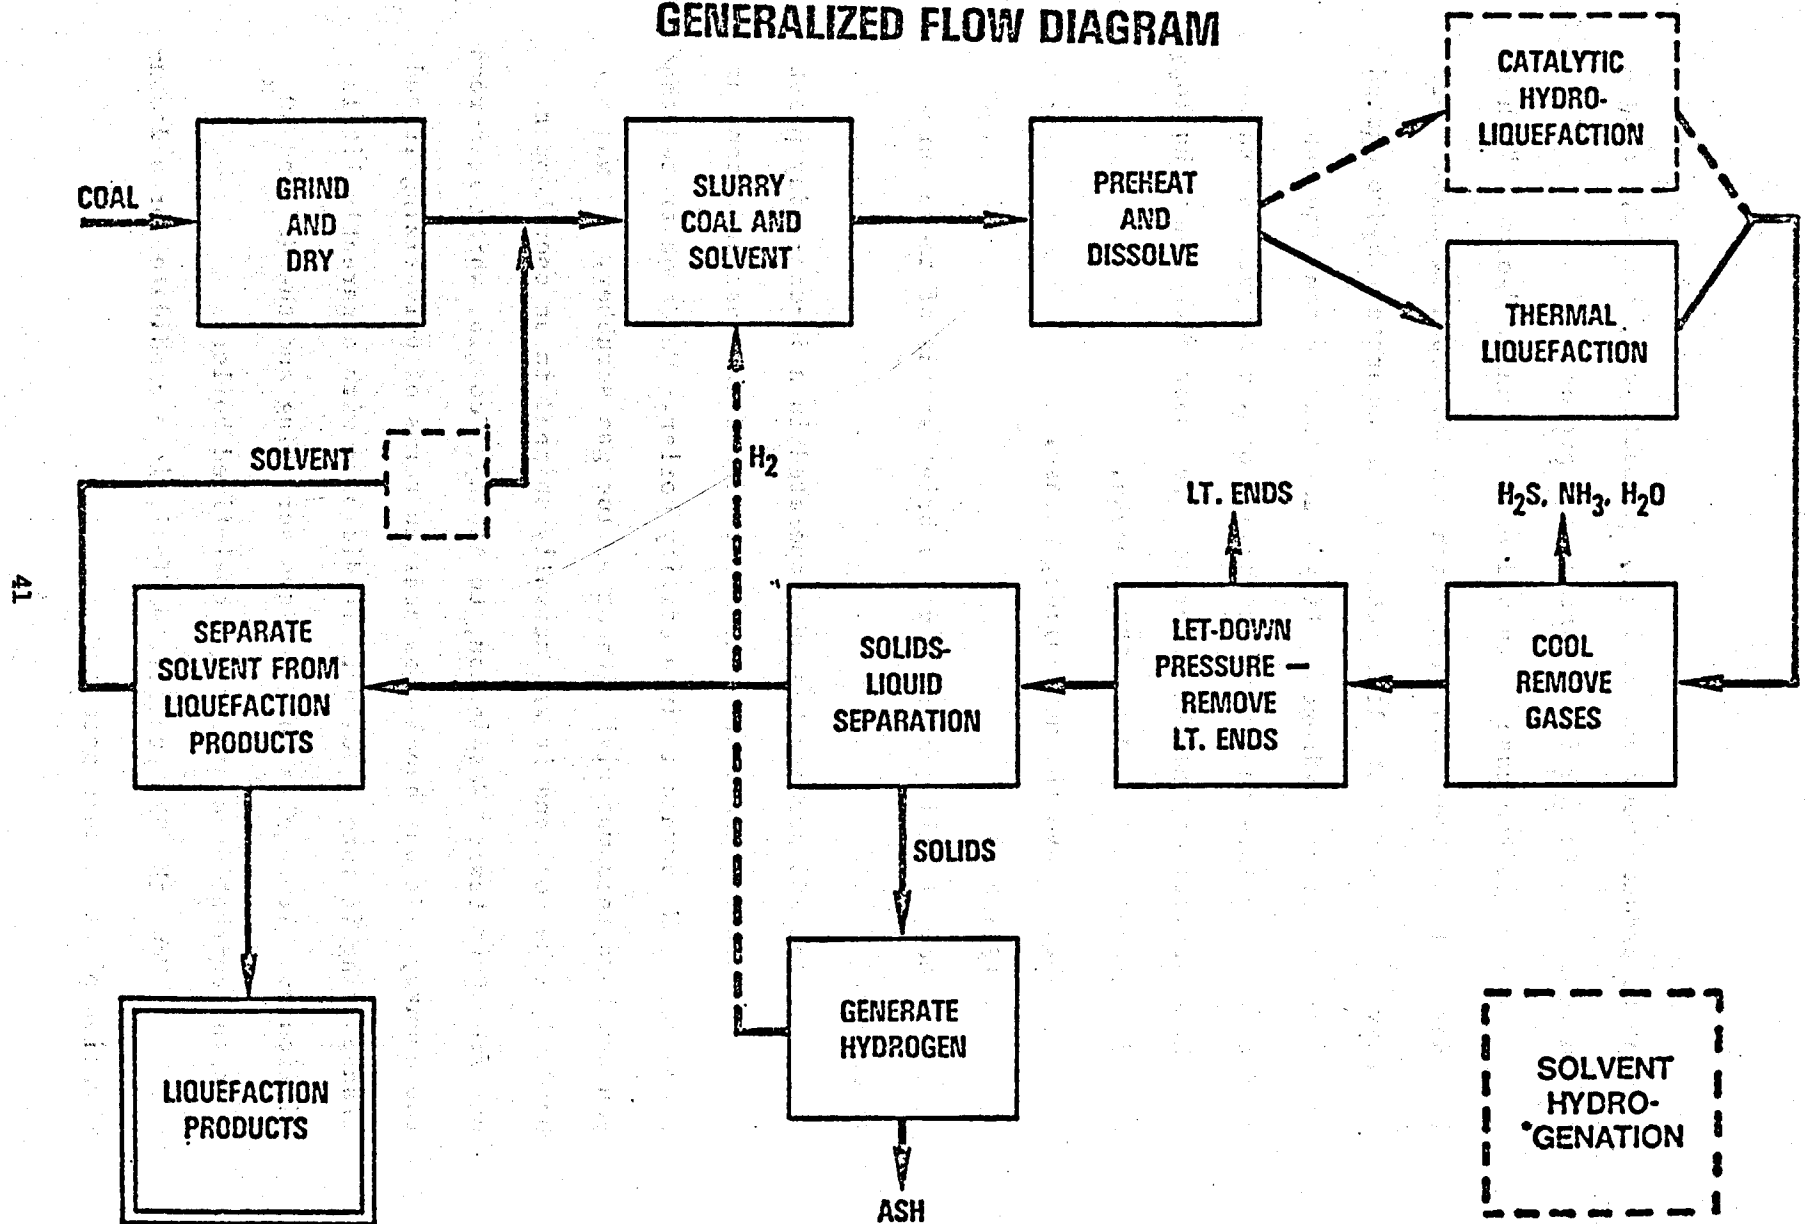 GENERALIZED FLOW DIAGRAM
CATALYTIC
HYDRO-
LIQUEFACTION
COAL
GRIND
AND
DRY
SLURRY
COAL AND
SOLVENT
PREHEAT
AND
DISSOLVE
THERMAL
LIQUEFACTION
SOLVENT
H2
LT. ENDS
H2S, NH3, H2O
41
SEPARATE
SOLVENT FROM
LIQUEFACTION
PRODUCTS
SOLIDS-
LIQUID
SEPARATION
LET-DOWN
PRESSURE —
REMOVE
LT. ENDS
COOL
REMOVE
GASES
SOLIDS
GENERATE
HYDROGEN
LIQUEFACTION
PRODUCTS
SOLVENT
HYDRO-
GENATION
ASH